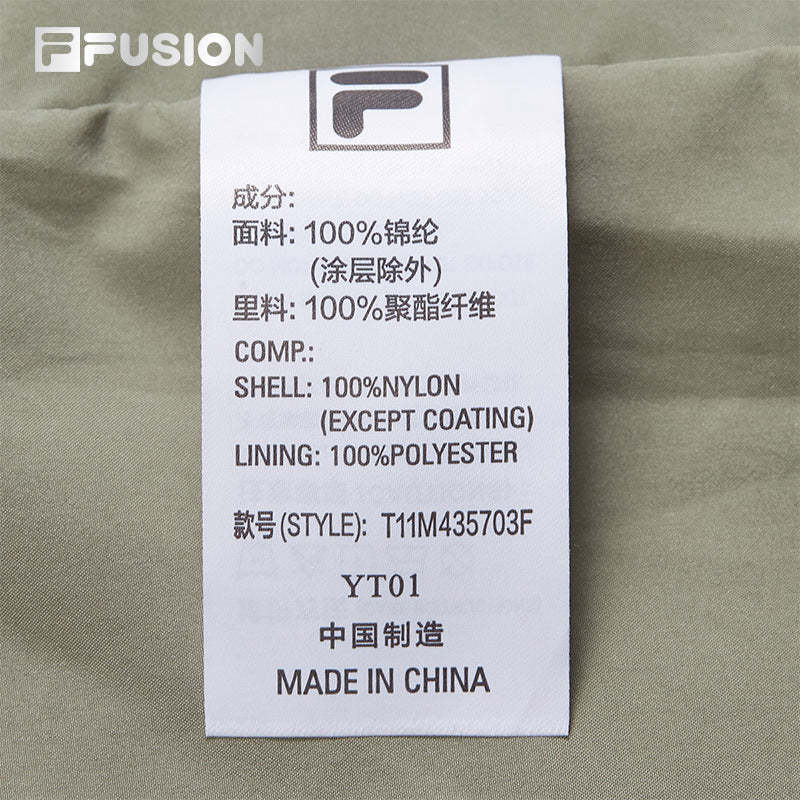 FUSION
成分:
面料: 100%锦纶
(涂层除外)
里料: 100%聚酯纤维
COMP.:
SHELL: 100%NYLON
(EXCEPT COATING)
LINING: 100%POLYESTER
款号(STYLE): T11M435703F
YT01
中国制造
MADE IN CHINA